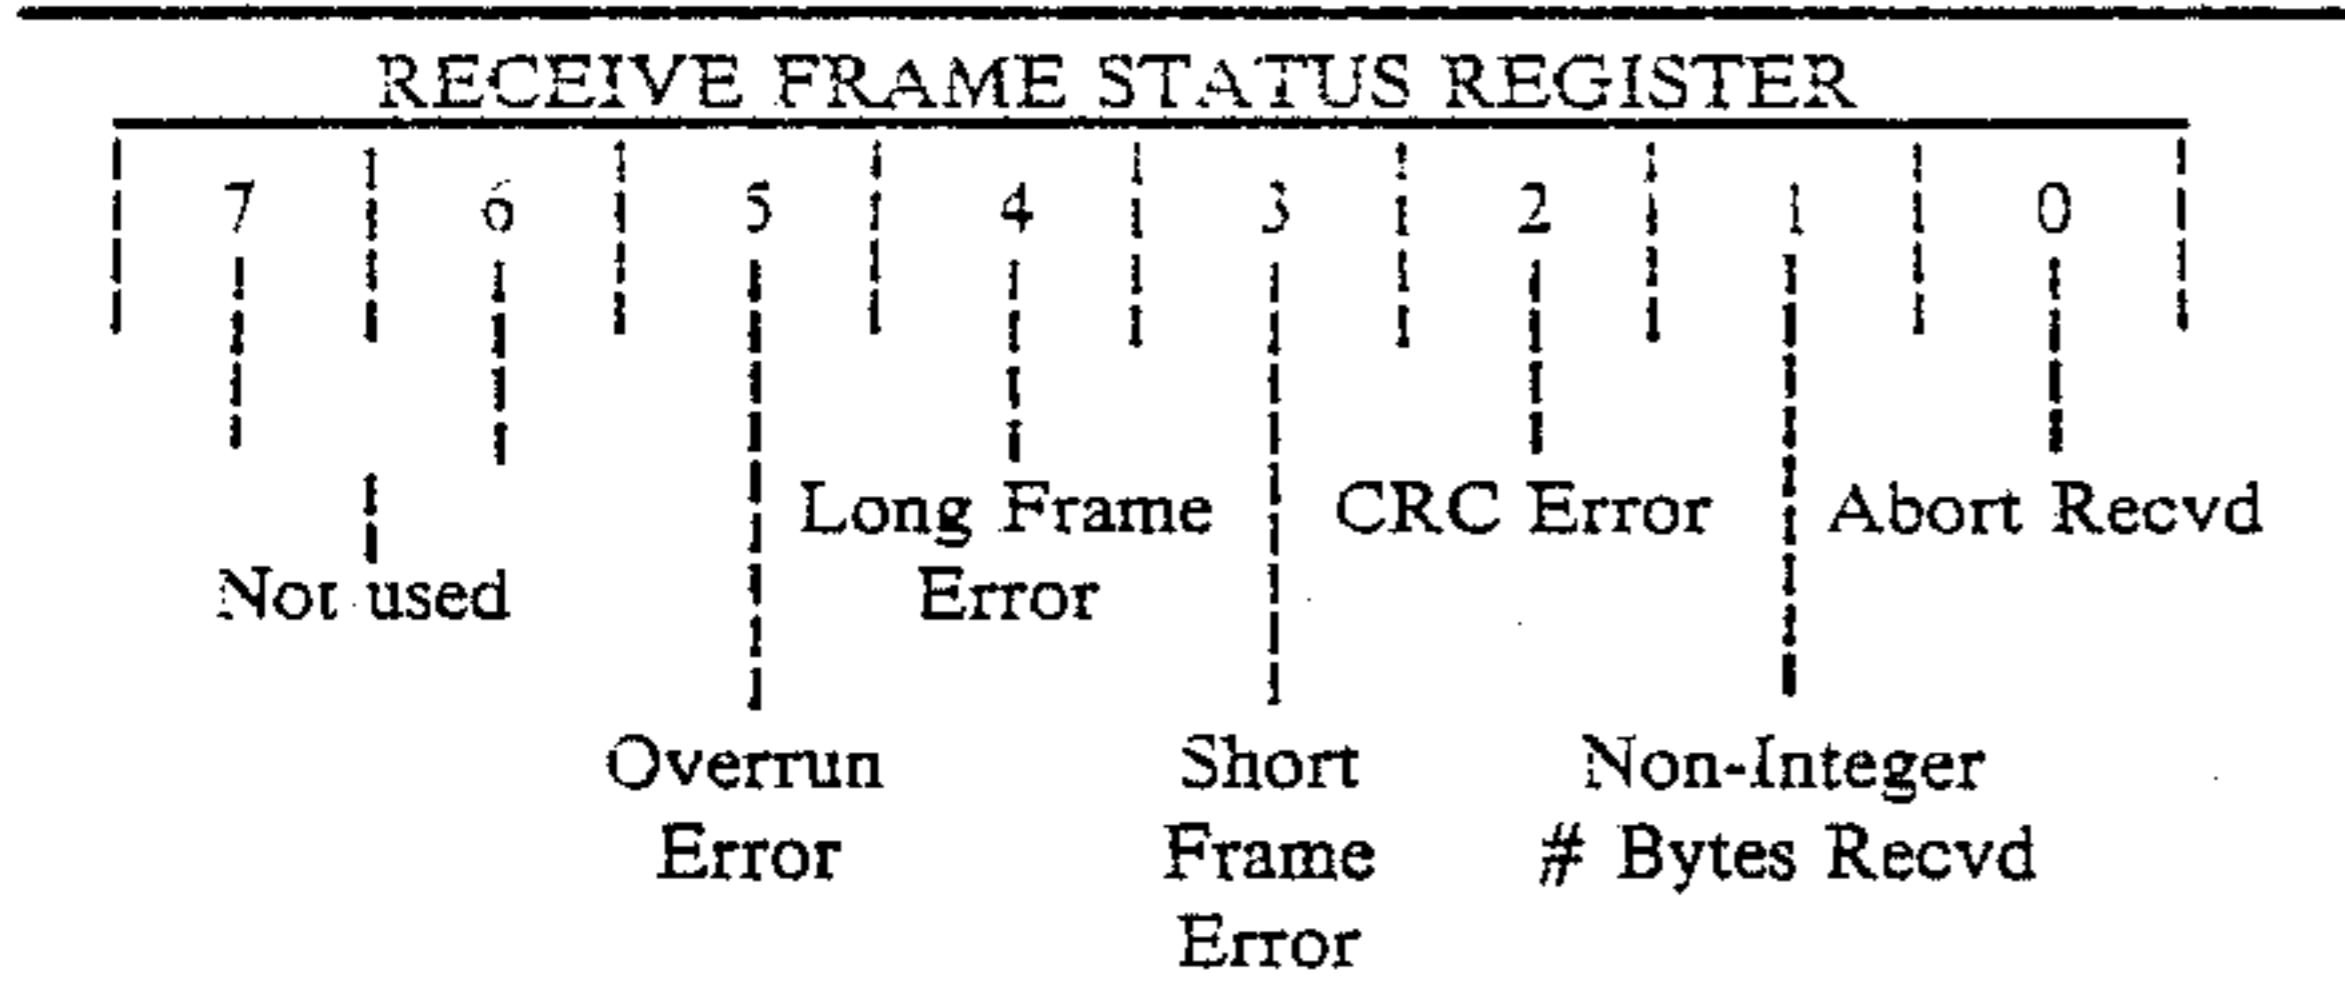 RECEIVE FRAME STATUS REGISTER
7 6 5 4 3 2 1 0
Long Frame CRC Error Abort Recvd
Not used Error
Overrun Short Non-Integer
Error Frame # Bytes Recvd
Error